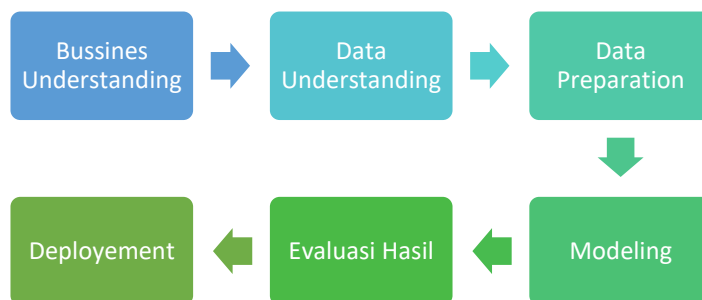 Bussines
Understanding
Data
Understanding
Data
Preparation
Modeling
Evaluasi Hasil
Deployement